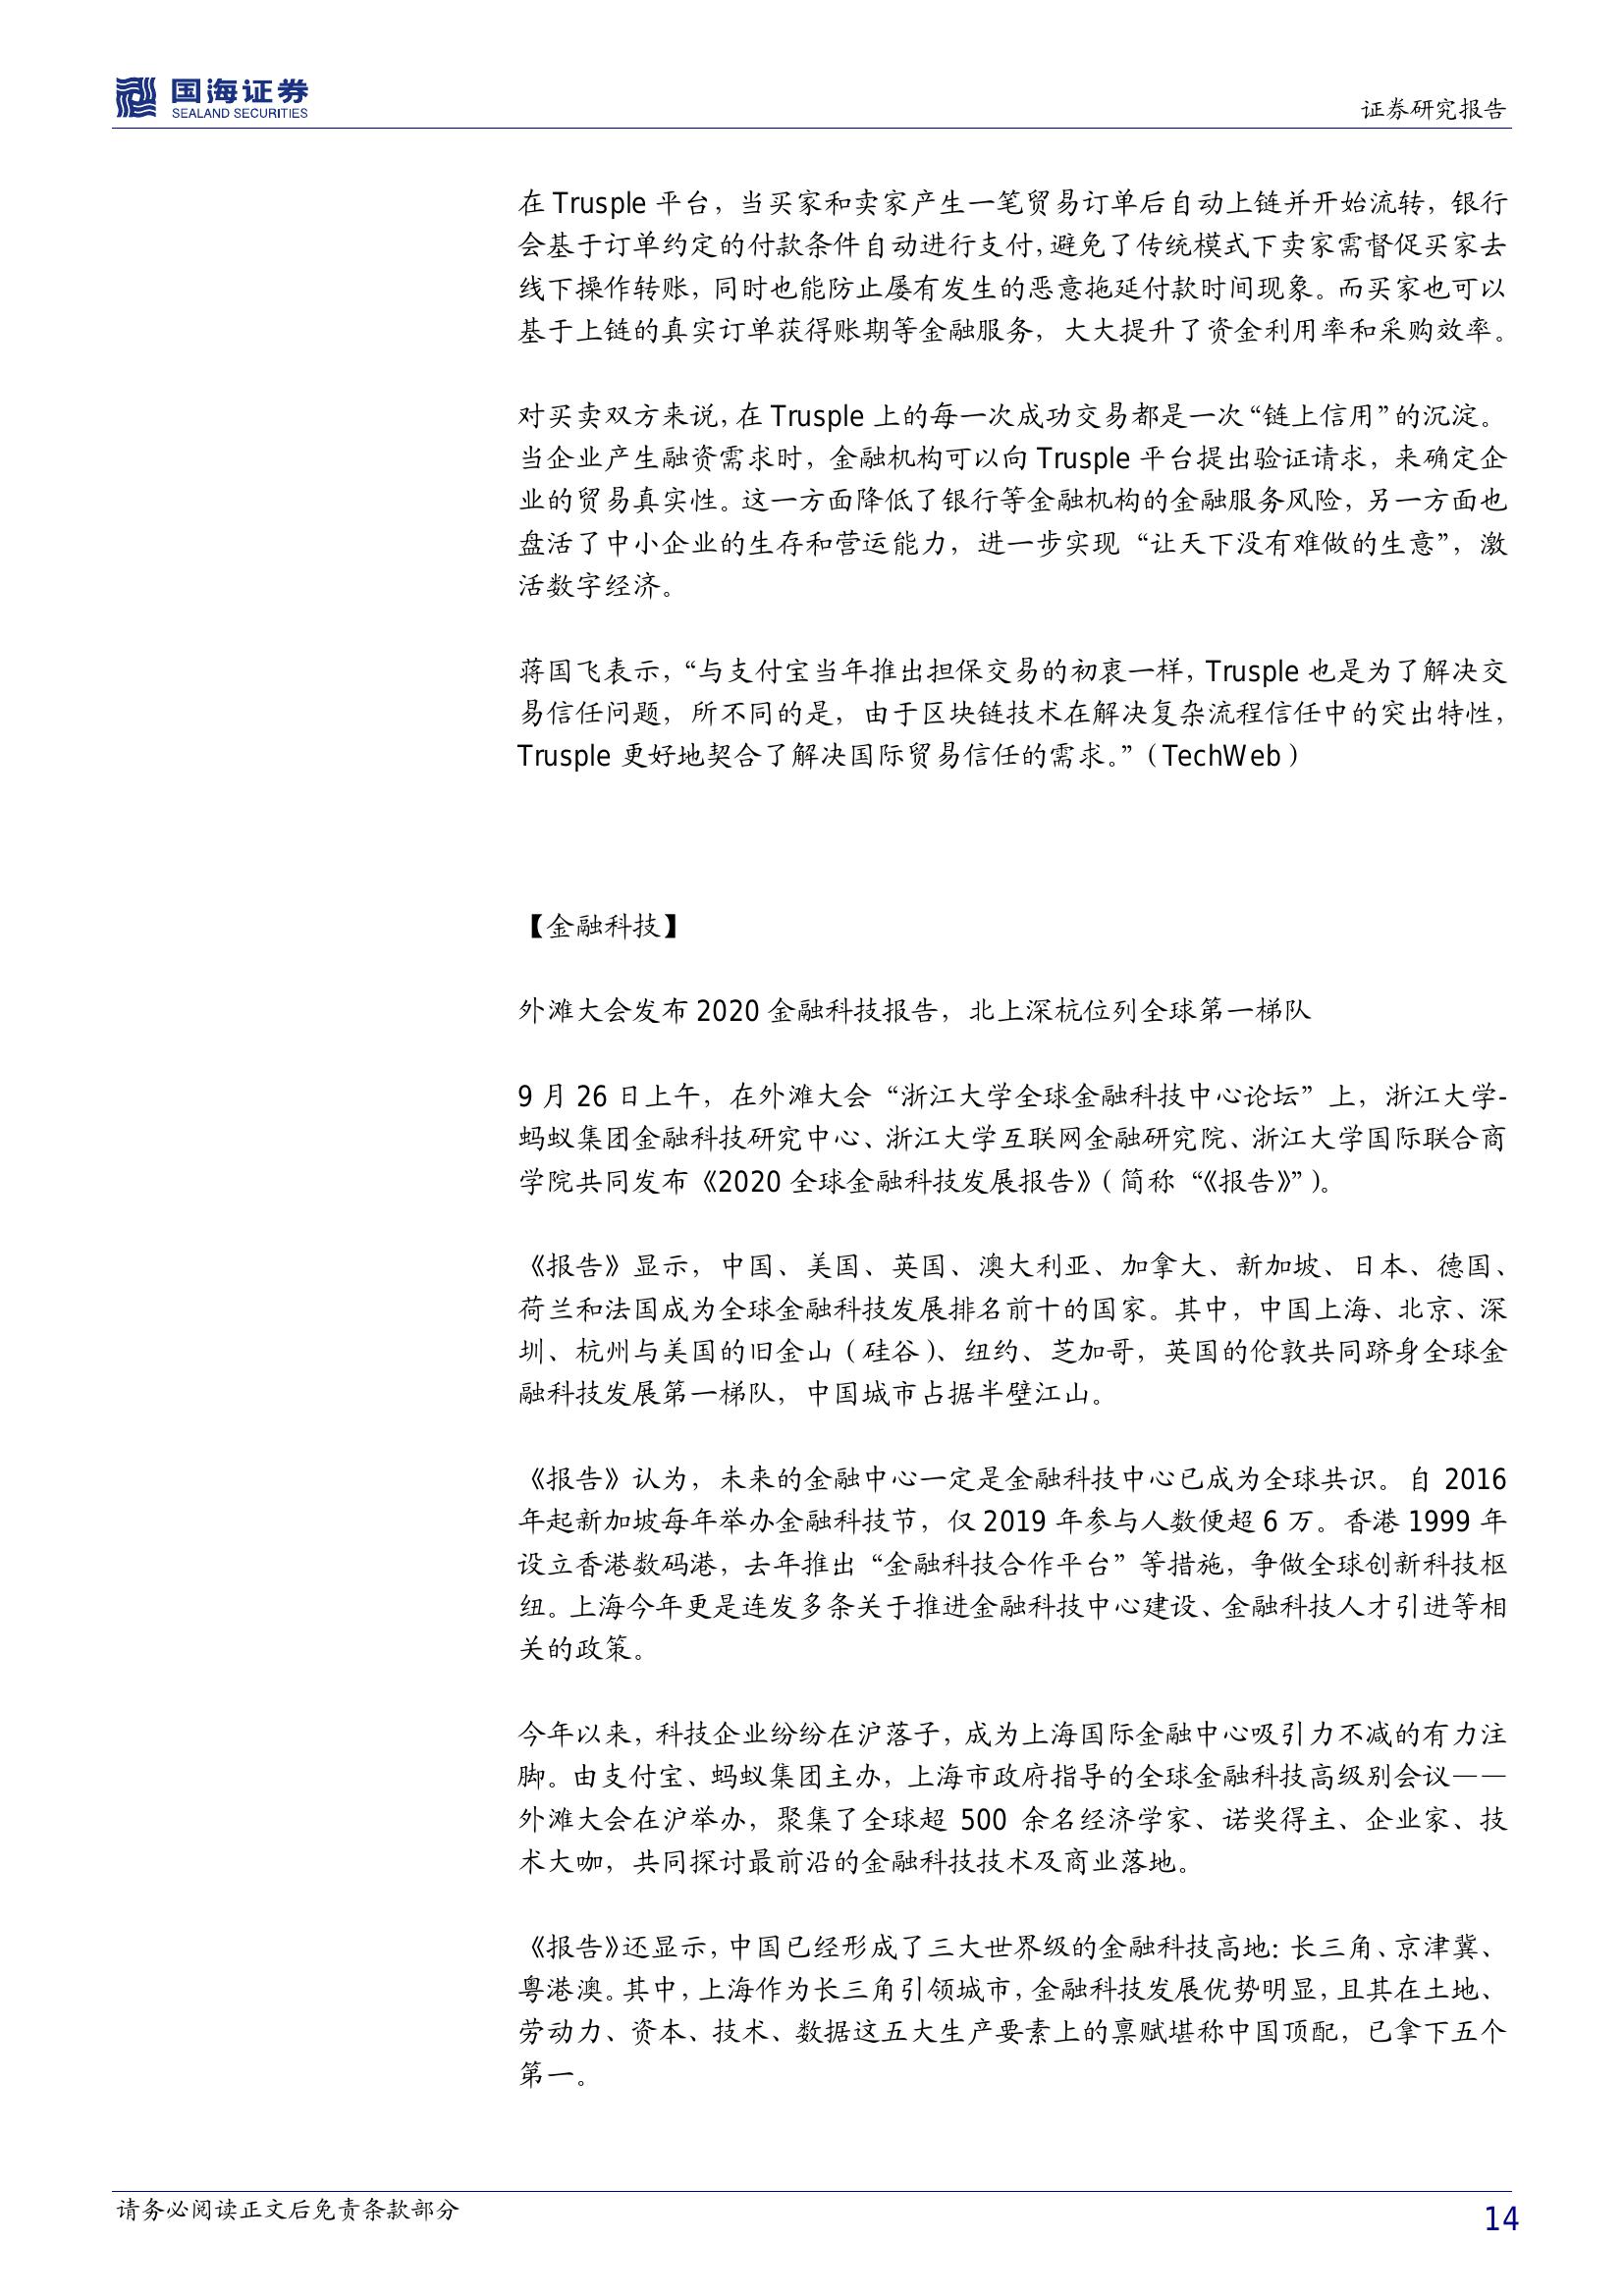 国海证券
SEALAND SECURITIES
证券研究报告
在 Trusple 平台，当买家和卖家产生一笔贸易订单后自动上链并开始流转，银行
会基于订单约定的付款条件自动进行支付，避免了传统模式下卖家需督促买家去
线下操作转账，同时也能防止屡有发生的恶意拖延付款时间现象。而买家也可以
基于上链的真实订单获得账期等金融服务，大大提升了资金利用率和采购效率。
对买卖双方来说，在 Trusple 上的每一次成功交易都是一次“链上信用”的沉淀。
当企业产生融资需求时，金融机构可以向 Trusple 平台提出验证请求，来确定企
业的贸易真实性。这一方面降低了银行等金融机构的金融服务风险，另一方面也
盘活了中小企业的生存和营运能力，进一步实现“让天下没有难做的生意”，激
活数字经济。
蒋国飞表示，“与支付宝当年推出担保交易的初衷一样，Trusple 也是为了解决交
易信任问题，所不同的是，由于区块链技术在解决复杂流程信任中的突出特性，
Trusple 更好地契合了解决国际贸易信任的需求。”（TechWeb）
【金融科技】
外滩大会发布 2020 金融科技报告，北上深杭位列全球第一梯队
9 月 26 日上午，在外滩大会“浙江大学全球金融科技中心论坛”上，浙江大学-
蚂蚁集团金融科技研究中心、浙江大学互联网金融研究院、浙江大学国际联合商
学院共同发布《2020 全球金融科技发展报告》（简称“《报告》”）。
《报告》显示，中国、美国、英国、澳大利亚、加拿大、新加坡、日本、德国、
荷兰和法国成为全球金融科技发展排名前十的国家。其中，中国上海、北京、深
圳、杭州与美国的旧金山（硅谷）、纽约、芝加哥，英国的伦敦共同跻身全球金
融科技发展第一梯队，中国城市占据半壁江山。
《报告》认为，未来的金融中心一定是金融科技中心已成为全球共识。自 2016
年起新加坡每年举办金融科技节，仅 2019 年参与人数便超 6 万。香港 1999 年
设立香港数码港，去年推出“金融科技合作平台”等措施，争做全球创新科技枢
纽。上海今年更是连发多条关于推进金融科技中心建设、金融科技人才引进等相
关的政策。
今年以来，科技企业纷纷在沪落子，成为上海国际金融中心吸引力不减的有力注
脚。由支付宝、蚂蚁集团主办，上海市政府指导的全球金融科技高级别会议——
外滩大会在沪举办，聚集了全球超 500 余名经济学家、诺奖得主、企业家、技
术大咖，共同探讨最前沿的金融科技技术及商业落地。
《报告》还显示，中国已经形成了三大世界级的金融科技高地：长三角、京津冀、
粤港澳。其中，上海作为长三角引领城市，金融科技发展优势明显，且其在土地、
劳动力、资本、技术、数据这五大生产要素上的禀赋堪称中国顶配，已拿下五个
第一。
请务必阅读正文后免责条款部分
14